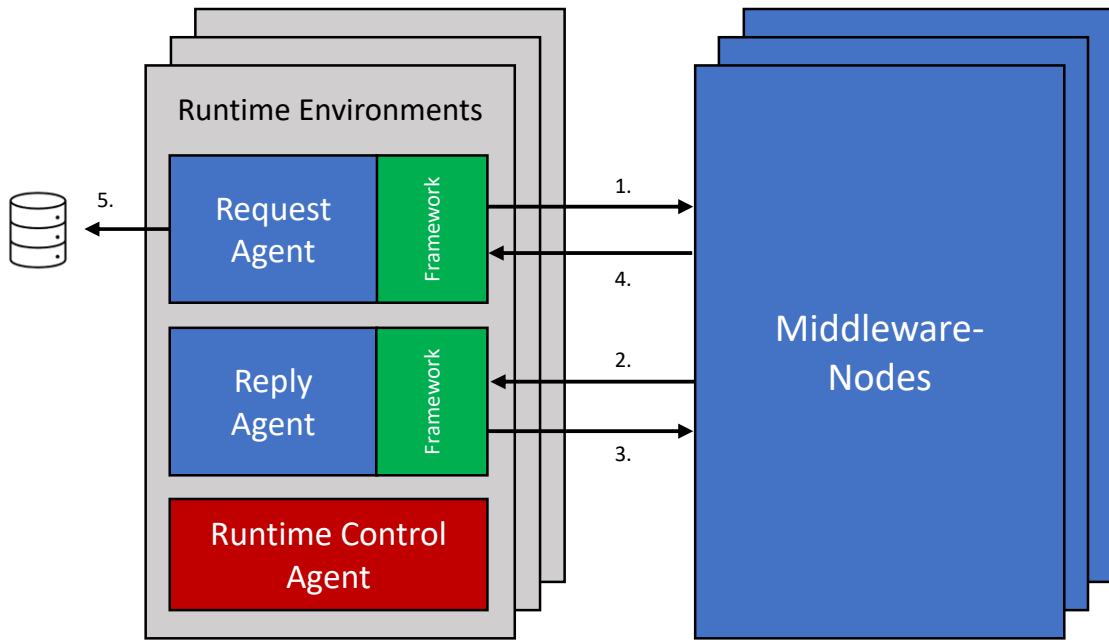 Runtime Environments
5.
Request
Agent
Framework
1.
4.
Reply
Agent
Framework
2.
3.
Runtime Control
Agent
Middleware-
Nodes